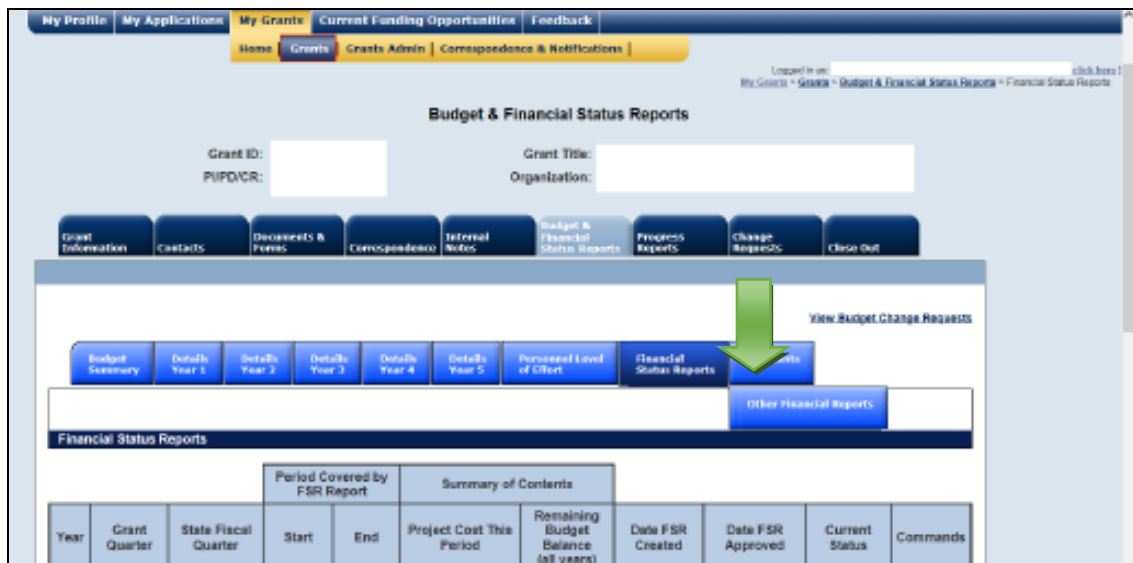 My Profile My Applications My Grants Current Funding Opportunities Feedback
Home Grants Grants Admin | Correspondence & Notifications |
Logged in as: click here
My Grants > Grants > Budget & Financial Status Reports > Financial Status Reports
Budget & Financial Status Reports
Grant ID: Grant Title:
PI/PD/CR: Organization:
Grant Information
Contacts
Documents & Forms
Correspondence
Internal Notes
Budget & Financial Status Reports
Progress Reports
Change Requests
Close Out
View Budget Change Requests
Budget Summary
Details Year 1
Details Year 2
Details Year 3
Details Year 4
Details Year 5
Personnel Level of Effort
Financial Status Reports
Other Financial Reports
Financial Status Reports
Period Covered by FSR Report
Summary of Contents
Year
Grant Quarter
State Fiscal Quarter
Start
End
Project Cost This Period
Remaining Budget Balance (all years)
Date FSR Created
Date FSR Approved
Current Status
Commands